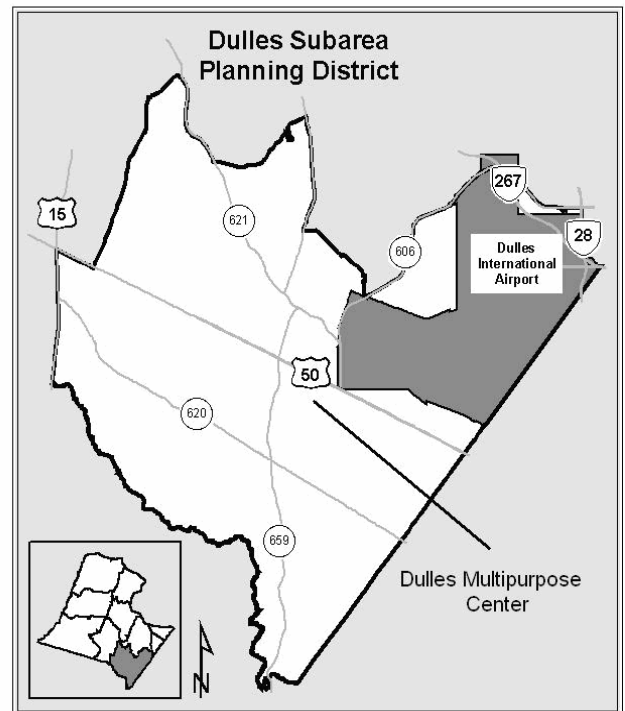 Dulles Subarea
Planning District
267
15
621
28
606
Dulles
International
Airport
50
620
659
Dulles Multipurpose
Center
N